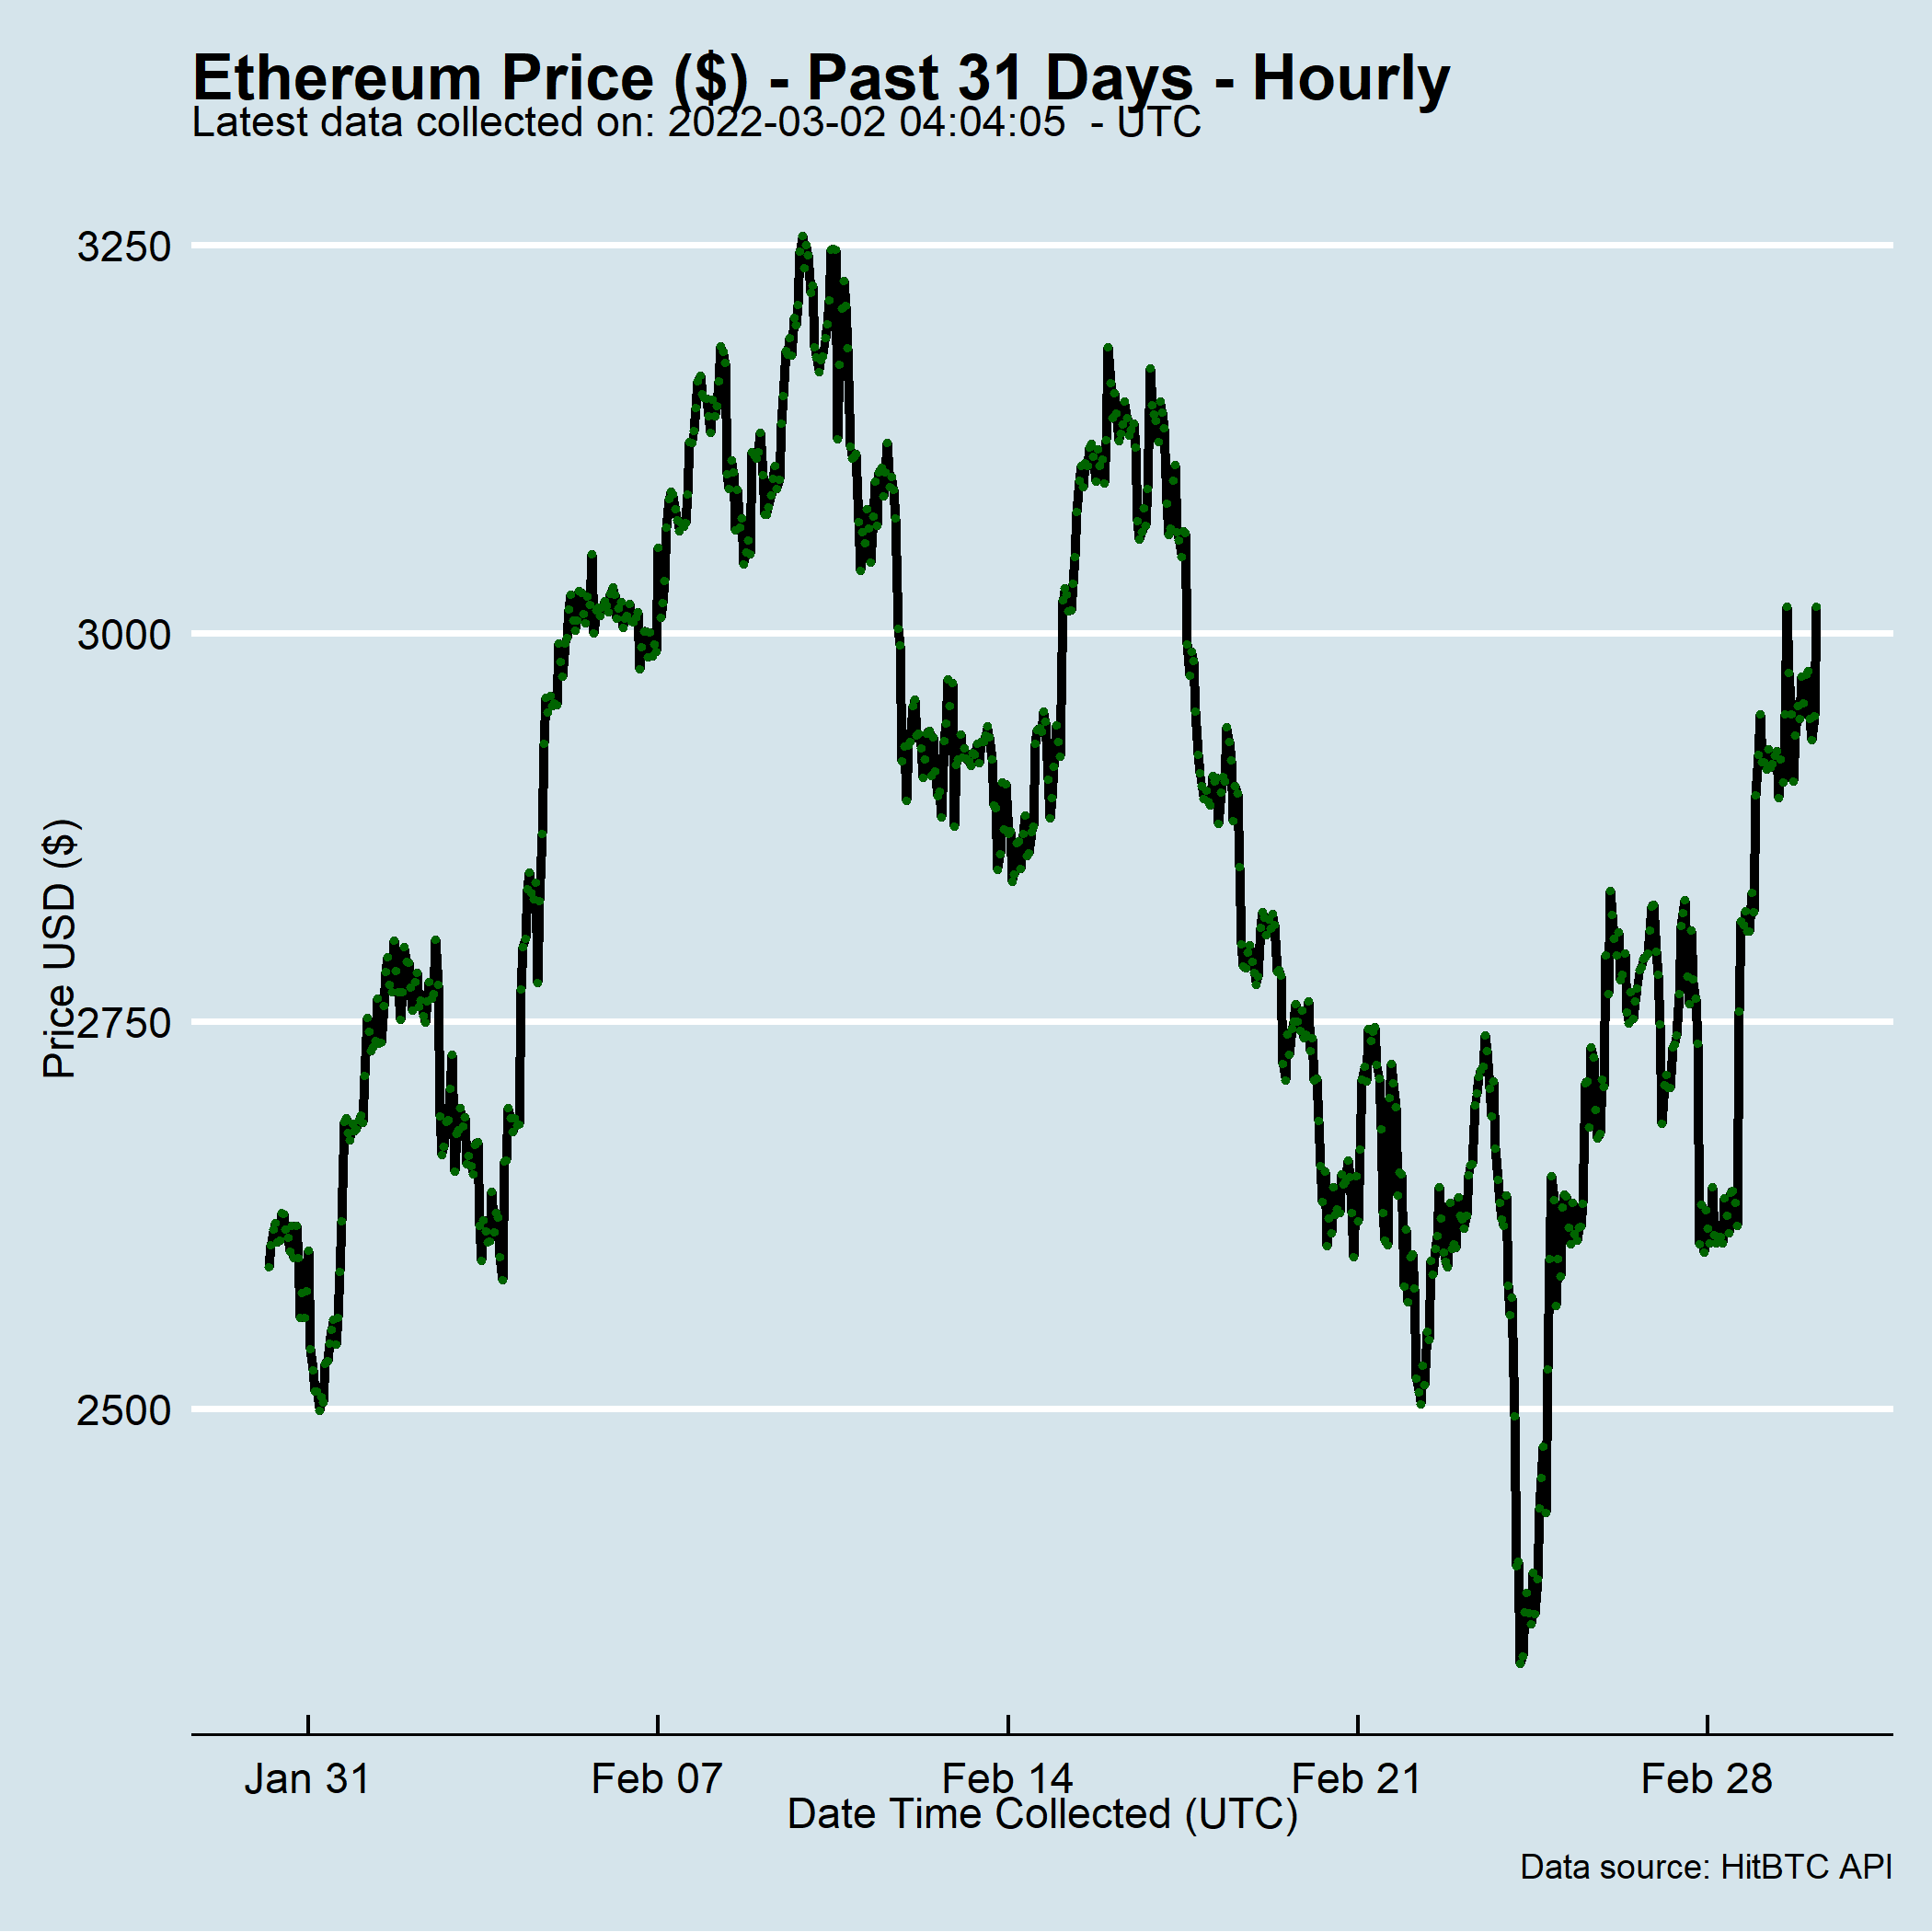 Ethereum Price ($) - Past 31 Days - Hourly
Latest data collected on: 2022-03-02 04:04:05  - UTC
Price USD ($)
3250
3000
2750
2500
Jan 31 Feb 07 Feb 14 Feb 21 Feb 28
Date Time Collected (UTC)
Data source: HitBTC API